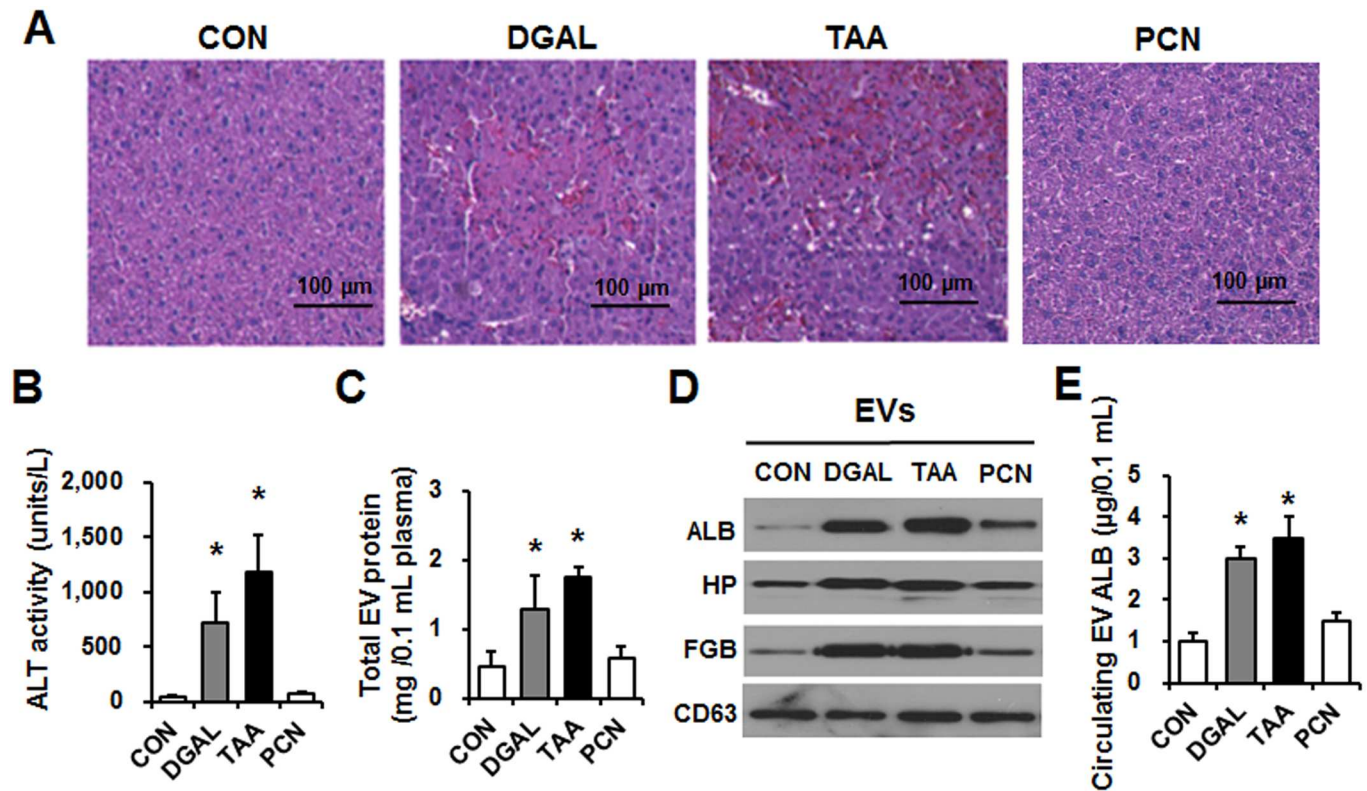 A
CON
DGAL
TAA
PCN
100 µm
100 µm
100 µm
100 µm
B
ALT activity (units/L)
2,000
1,500
1,000
500
0
*
*
CON
DGAL
TAA
PCN
C
Total EV protein
(mg /0.1 mL plasma)
3
2
1
0
*
*
CON
DGAL
TAA
PCN
D
EVs
CON DGAL TAA PCN
ALB
HP
FGB
CD63
E
Circulating EV ALB (µg/0.1 mL)
5
4
3
2
1
0
*
*
CON
DGAL
TAA
PCN